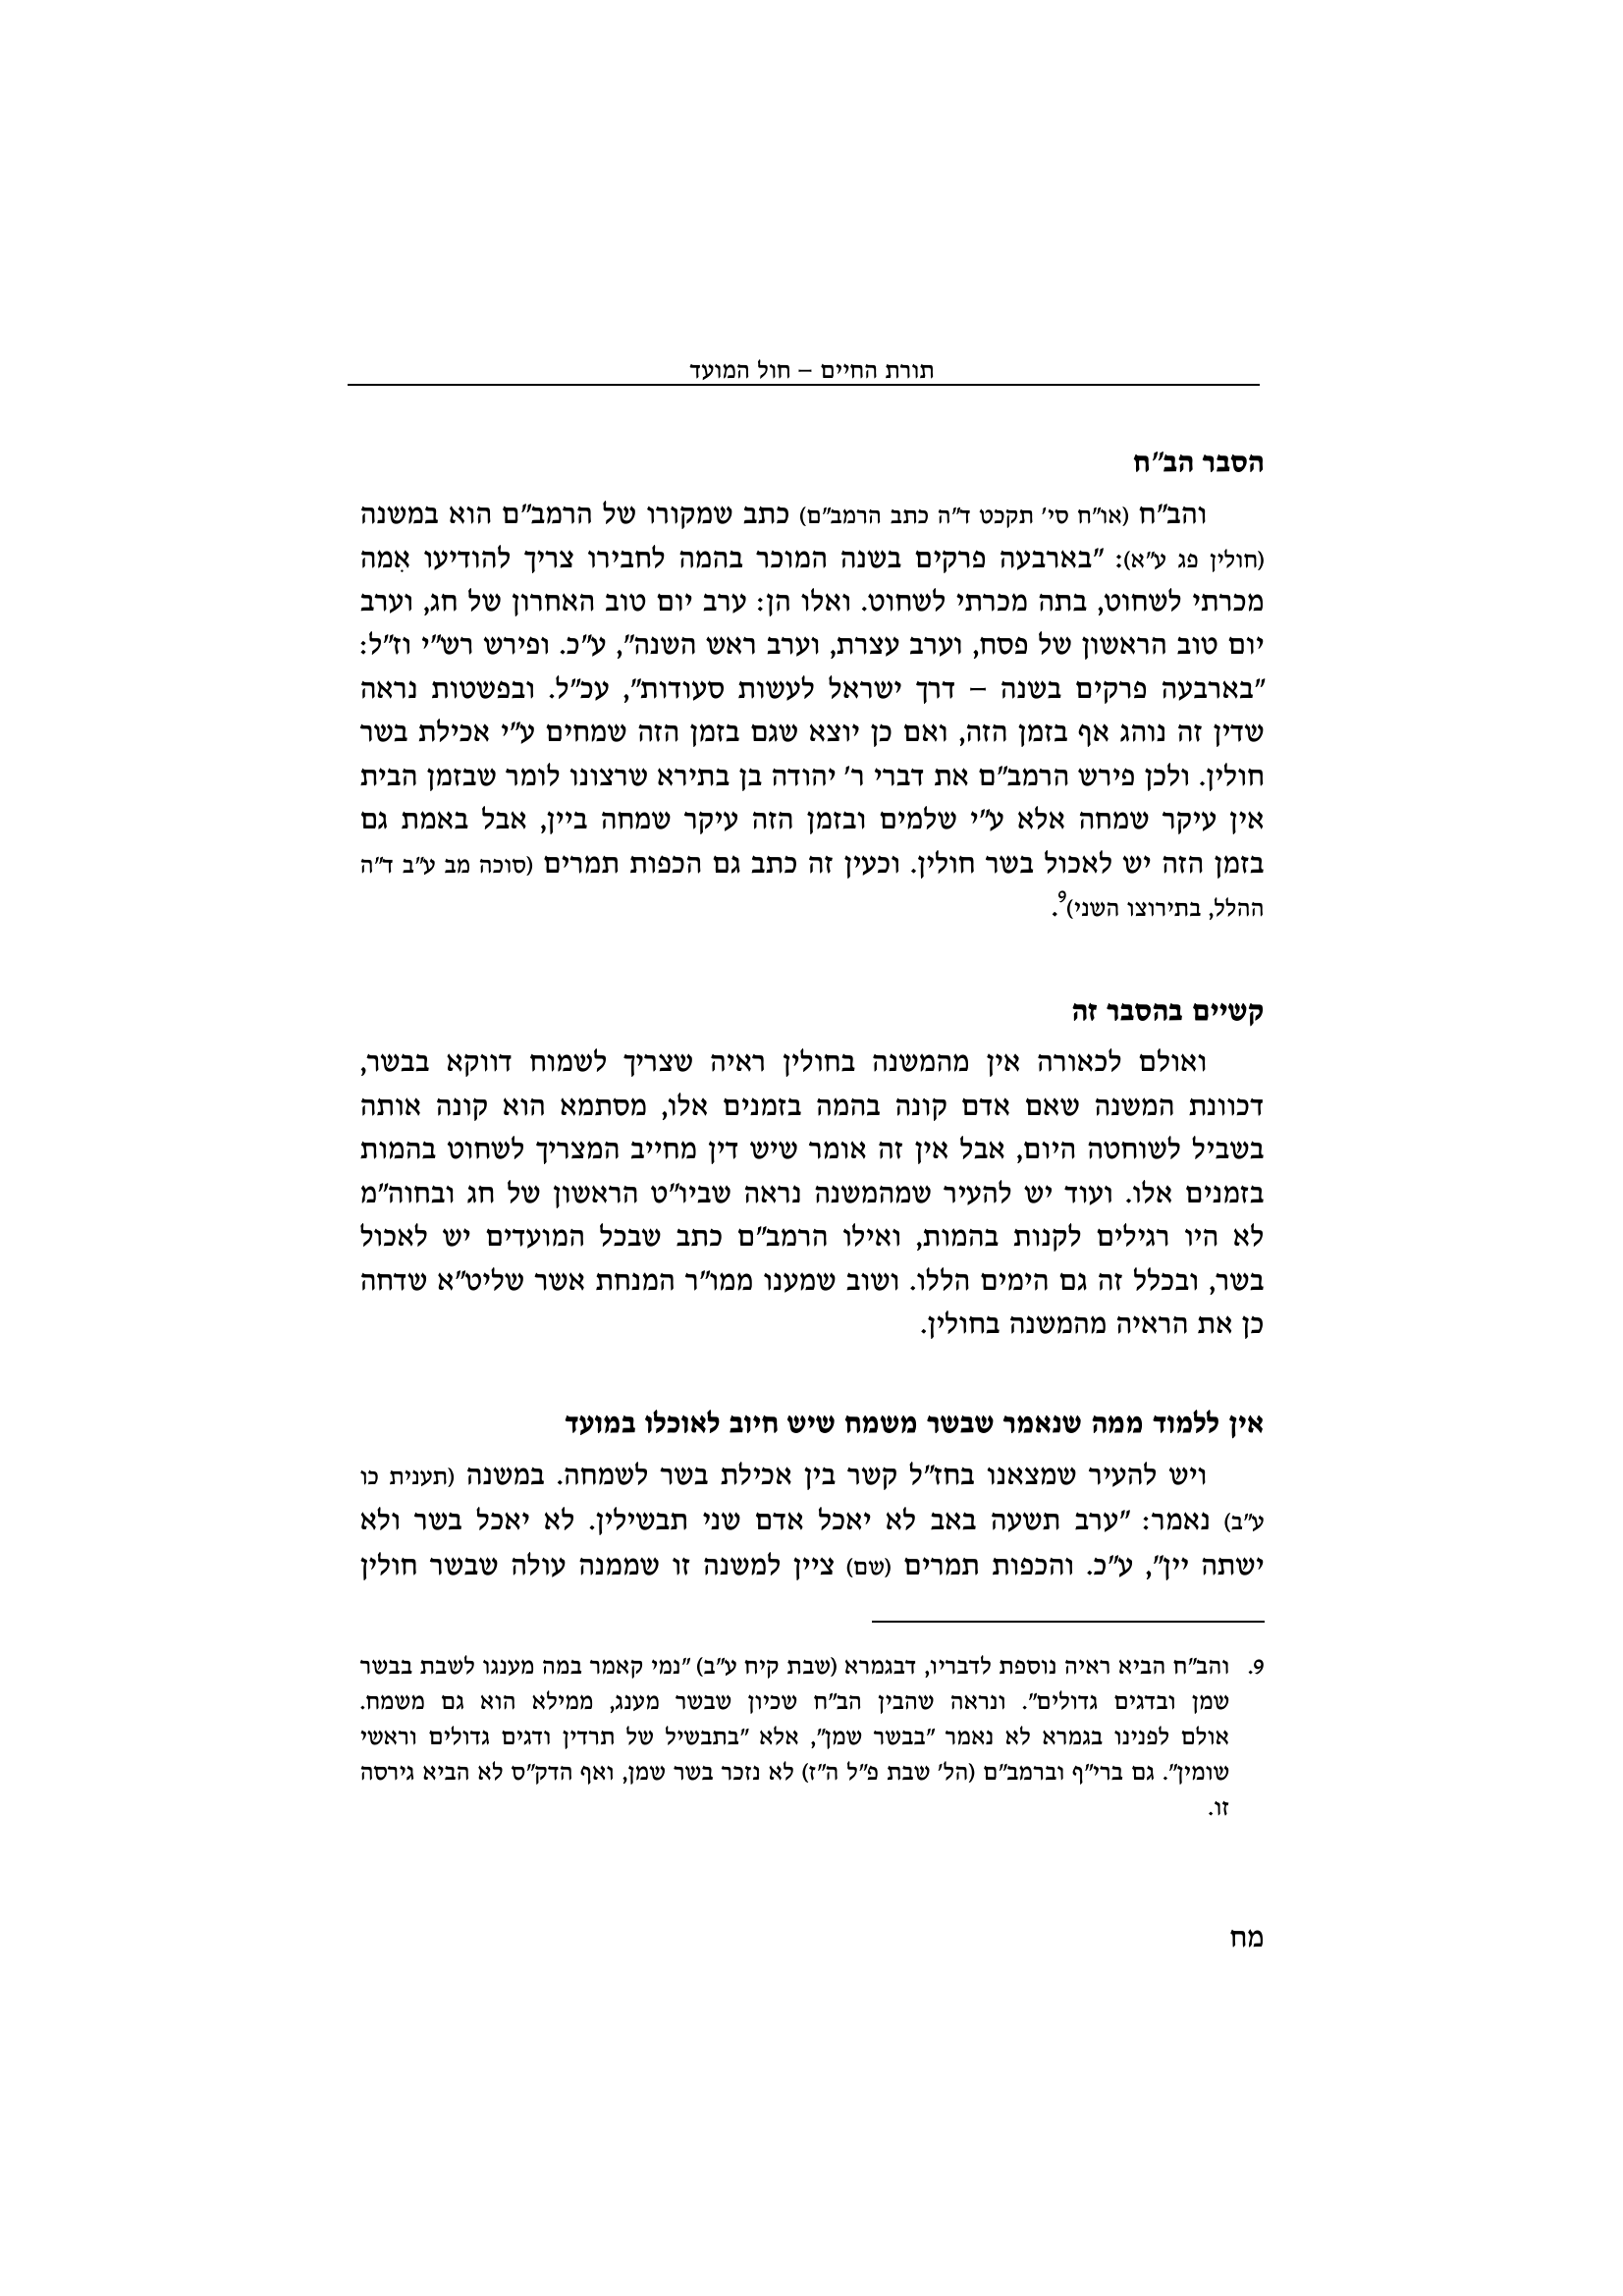 תורת החיים – חול המועד
הסבר הב"ח
והב"ח (או"ח סי' תקכט ד"ה כתב הרמב"ם) כתב שמקורו של הרמב"ם הוא במשנה
(חולין פג ע"א): "בארבעה פרקים בשנה המוכר בהמה לחבירו צריך להודיעו אִמה
מכרתי לשחוט, בתה מכרתי לשחוט. ואלו הן: ערב יום טוב האחרון של חג, וערב
יום טוב הראשון של פסח, וערב עצרת, וערב ראש השנה", ע"כ. ופירש רש"י וז"ל:
"בארבעה פרקים בשנה – דרך ישראל לעשות סעודות", עכ"ל. ובפשטות נראה
שדין זה נוהג אף בזמן הזה, ואם כן יוצא שגם בזמן הזה שמחים ע"י אכילת בשר
חולין. ולכן פירש הרמב"ם את דברי ר' יהודה בן בתירא שרצונו לומר שבזמן הבית
אין עיקר שמחה אלא ע"י שלמים ובזמן הזה עיקר שמחה ביין, אבל באמת גם
בזמן הזה יש לאכול בשר חולין. וכעין זה כתב גם הכפות תמרים (סוכה מב ע"ב ד"ה
ההלל, בתירוצו השני)9.
קשיים בהסבר זה
ואולם לכאורה אין מהמשנה בחולין ראיה שצריך לשמוח דווקא בבשר,
דכוונת המשנה שאם אדם קונה בהמה בזמנים אלו, מסתמא הוא קונה אותה
בשביל לשוחטה היום, אבל אין זה אומר שיש דין מחייב המצריך לשחוט בהמות
בזמנים אלו. ועוד יש להעיר שמהמשנה נראה שביו"ט הראשון של חג ובחוה"מ
לא היו רגילים לקנות בהמות, ואילו הרמב"ם כתב שבכל המועדים יש לאכול
בשר, ובכלל זה גם הימים הללו. ושוב שמענו ממו"ר המנחת אשר שליט"א שדחה
כן את הראיה מהמשנה בחולין.
אין ללמוד ממה שנאמר שבשר משמח שיש חיוב לאוכלו במועד
ויש להעיר שמצאנו בחז"ל קשר בין אכילת בשר לשמחה. במשנה (תענית כו
ע"ב) נאמר: "ערב תשעה באב לא יאכל אדם שני תבשילין. לא יאכל בשר ולא
ישתה יין", ע"כ. והכפות תמרים (שם) ציין למשנה זו שממנה עולה שבשר חולין
9. והב"ח הביא ראיה נוספת לדבריו, דבגמרא (שבת קיח ע"ב) "נמי קאמר במה מענגו לשבת בבשר
שמן ובדגים גדולים". ונראה שהבין הב"ח שכיון שבשר מענג, ממילא הוא גם משמח.
אולם לפנינו בגמרא לא נאמר "בבשר שמן", אלא "בתבשיל של תרדין ודגים גדולים וראשי
שומין". גם ברי"ף וברמב"ם (הל' שבת פ"ל ה"ז) לא נזכר בשר שמן, ואף הדק"ס לא הביא גירסה
זו.
מח